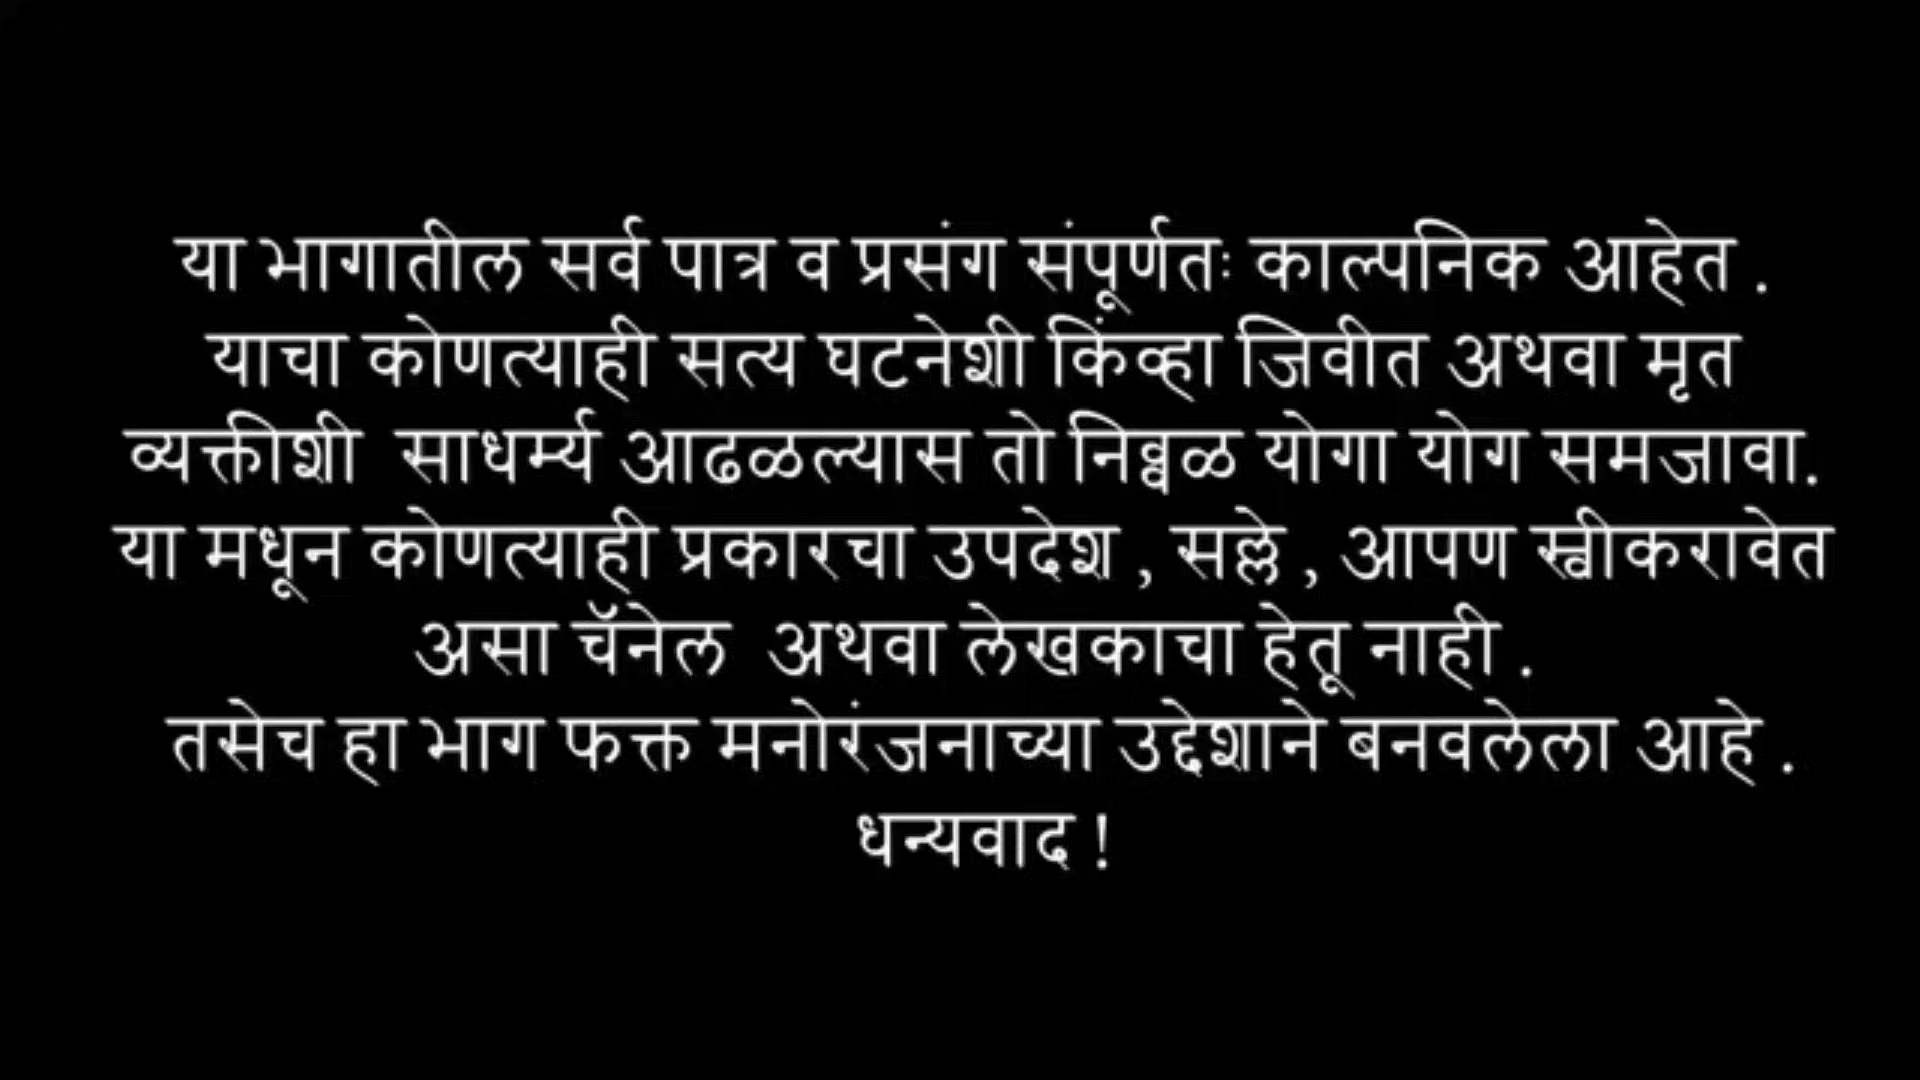 या भागातील सर्व पात्र व प्रसंग संपूर्णतः काल्पनिक आहेत .
याचा कोणत्याही सत्य घटनेशी किंव्हा जिवीत अथवा मृत
व्यक्तीशी  साधर्म्य आढळल्यास तो निव्वळ योगा योग समजावा.
या मधून कोणत्याही प्रकारचा उपदेश , सल्ले , आपण स्वीकरावेत
असा चॅनेल  अथवा लेखकाचा हेतू नाही .
तसेच हा भाग फक्त मनोरंजनाच्या उद्देशाने बनवलेला आहे .
धन्यवाद !